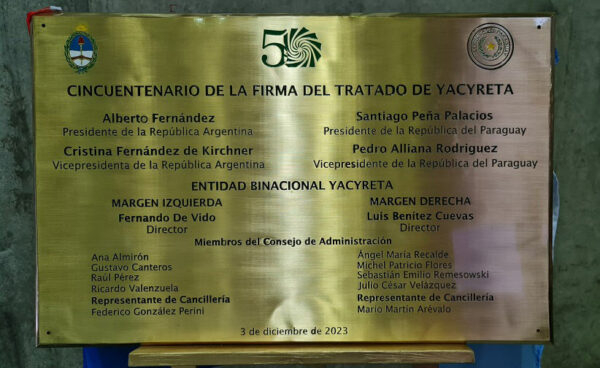 50
CINCUENTENARIO DE LA FIRMA DEL TRATADO DE YACYRETA
Alberto Fernández
Presidente de la República Argentina
Cristina Fernández de Kirchner
Vicepresidenta de la República Argentina
Santiago Peña Palacios
Presidente de la República del Paraguay
Pedro Alliana Rodríguez
Vicepresidente de la República del Paraguay
ENTIDAD BINACIONAL YACYRETA
MARGEN IZQUIERDA
Fernando De Vido
Director
MARGEN DERECHA
Luis Benítez Cuevas
Director
Miembros del Consejo de Administración
Ana Almirón
Gustavo Canteros
Raúl Pérez
Ricardo Valenzuela
Representante de Cancillería
Federico González Perini
Ángel María Recalde
Michel Patricio Flores
Sebastián Emilio Remesowski
Julio César Velázquez
Representante de Cancillería
Mario Martín Arévalo
3 de diciembre de 2023